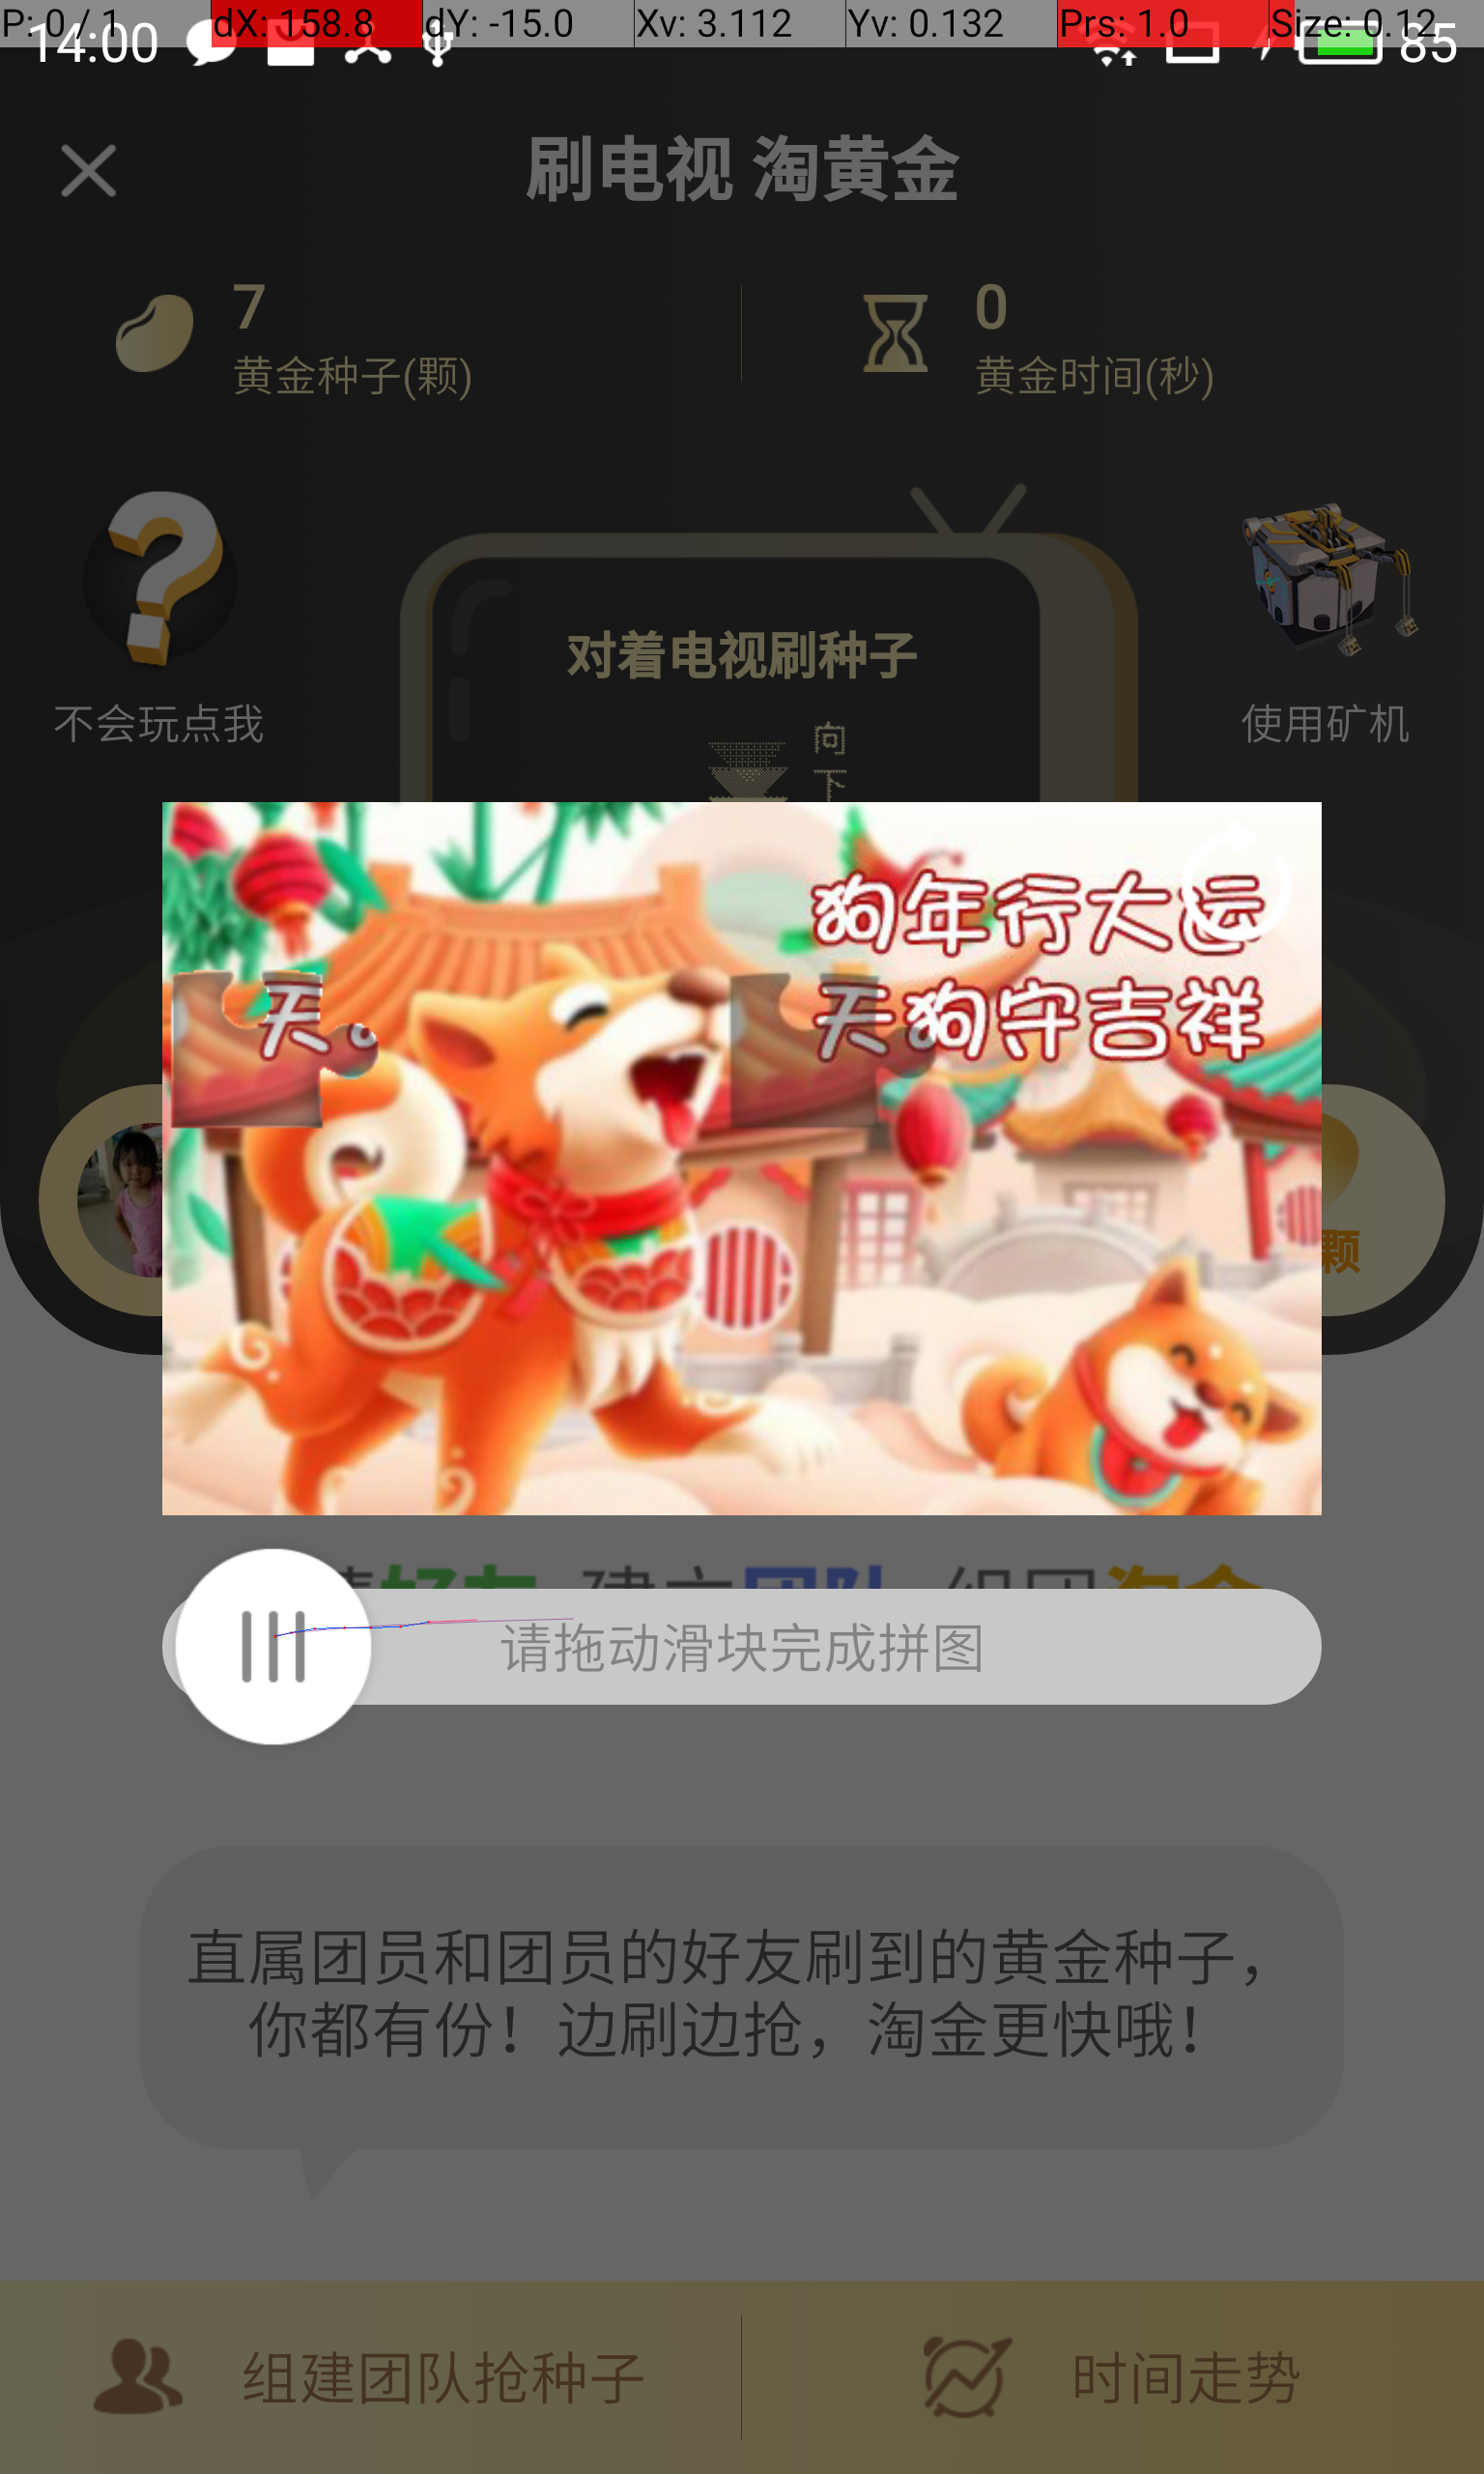 P: 0 / 1 dX: 158.8 dY: -15.0 Xv: 3.112 Yv: 0.132 Prs: 1.0 Size: 0.12
14:00 85
刷电视 淘黄金
7
黄金种子(颗)
0
黄金时间(秒)
对着电视刷种子
不会玩点我
向下
使用矿机
狗年行大运
天狗守吉祥
天
颗
请拖动滑块完成拼图
直属团员和团员的好友刷到的黄金种子，
你都有份！边刷边抢，淘金更快哦！
组建团队抢种子
时间走势